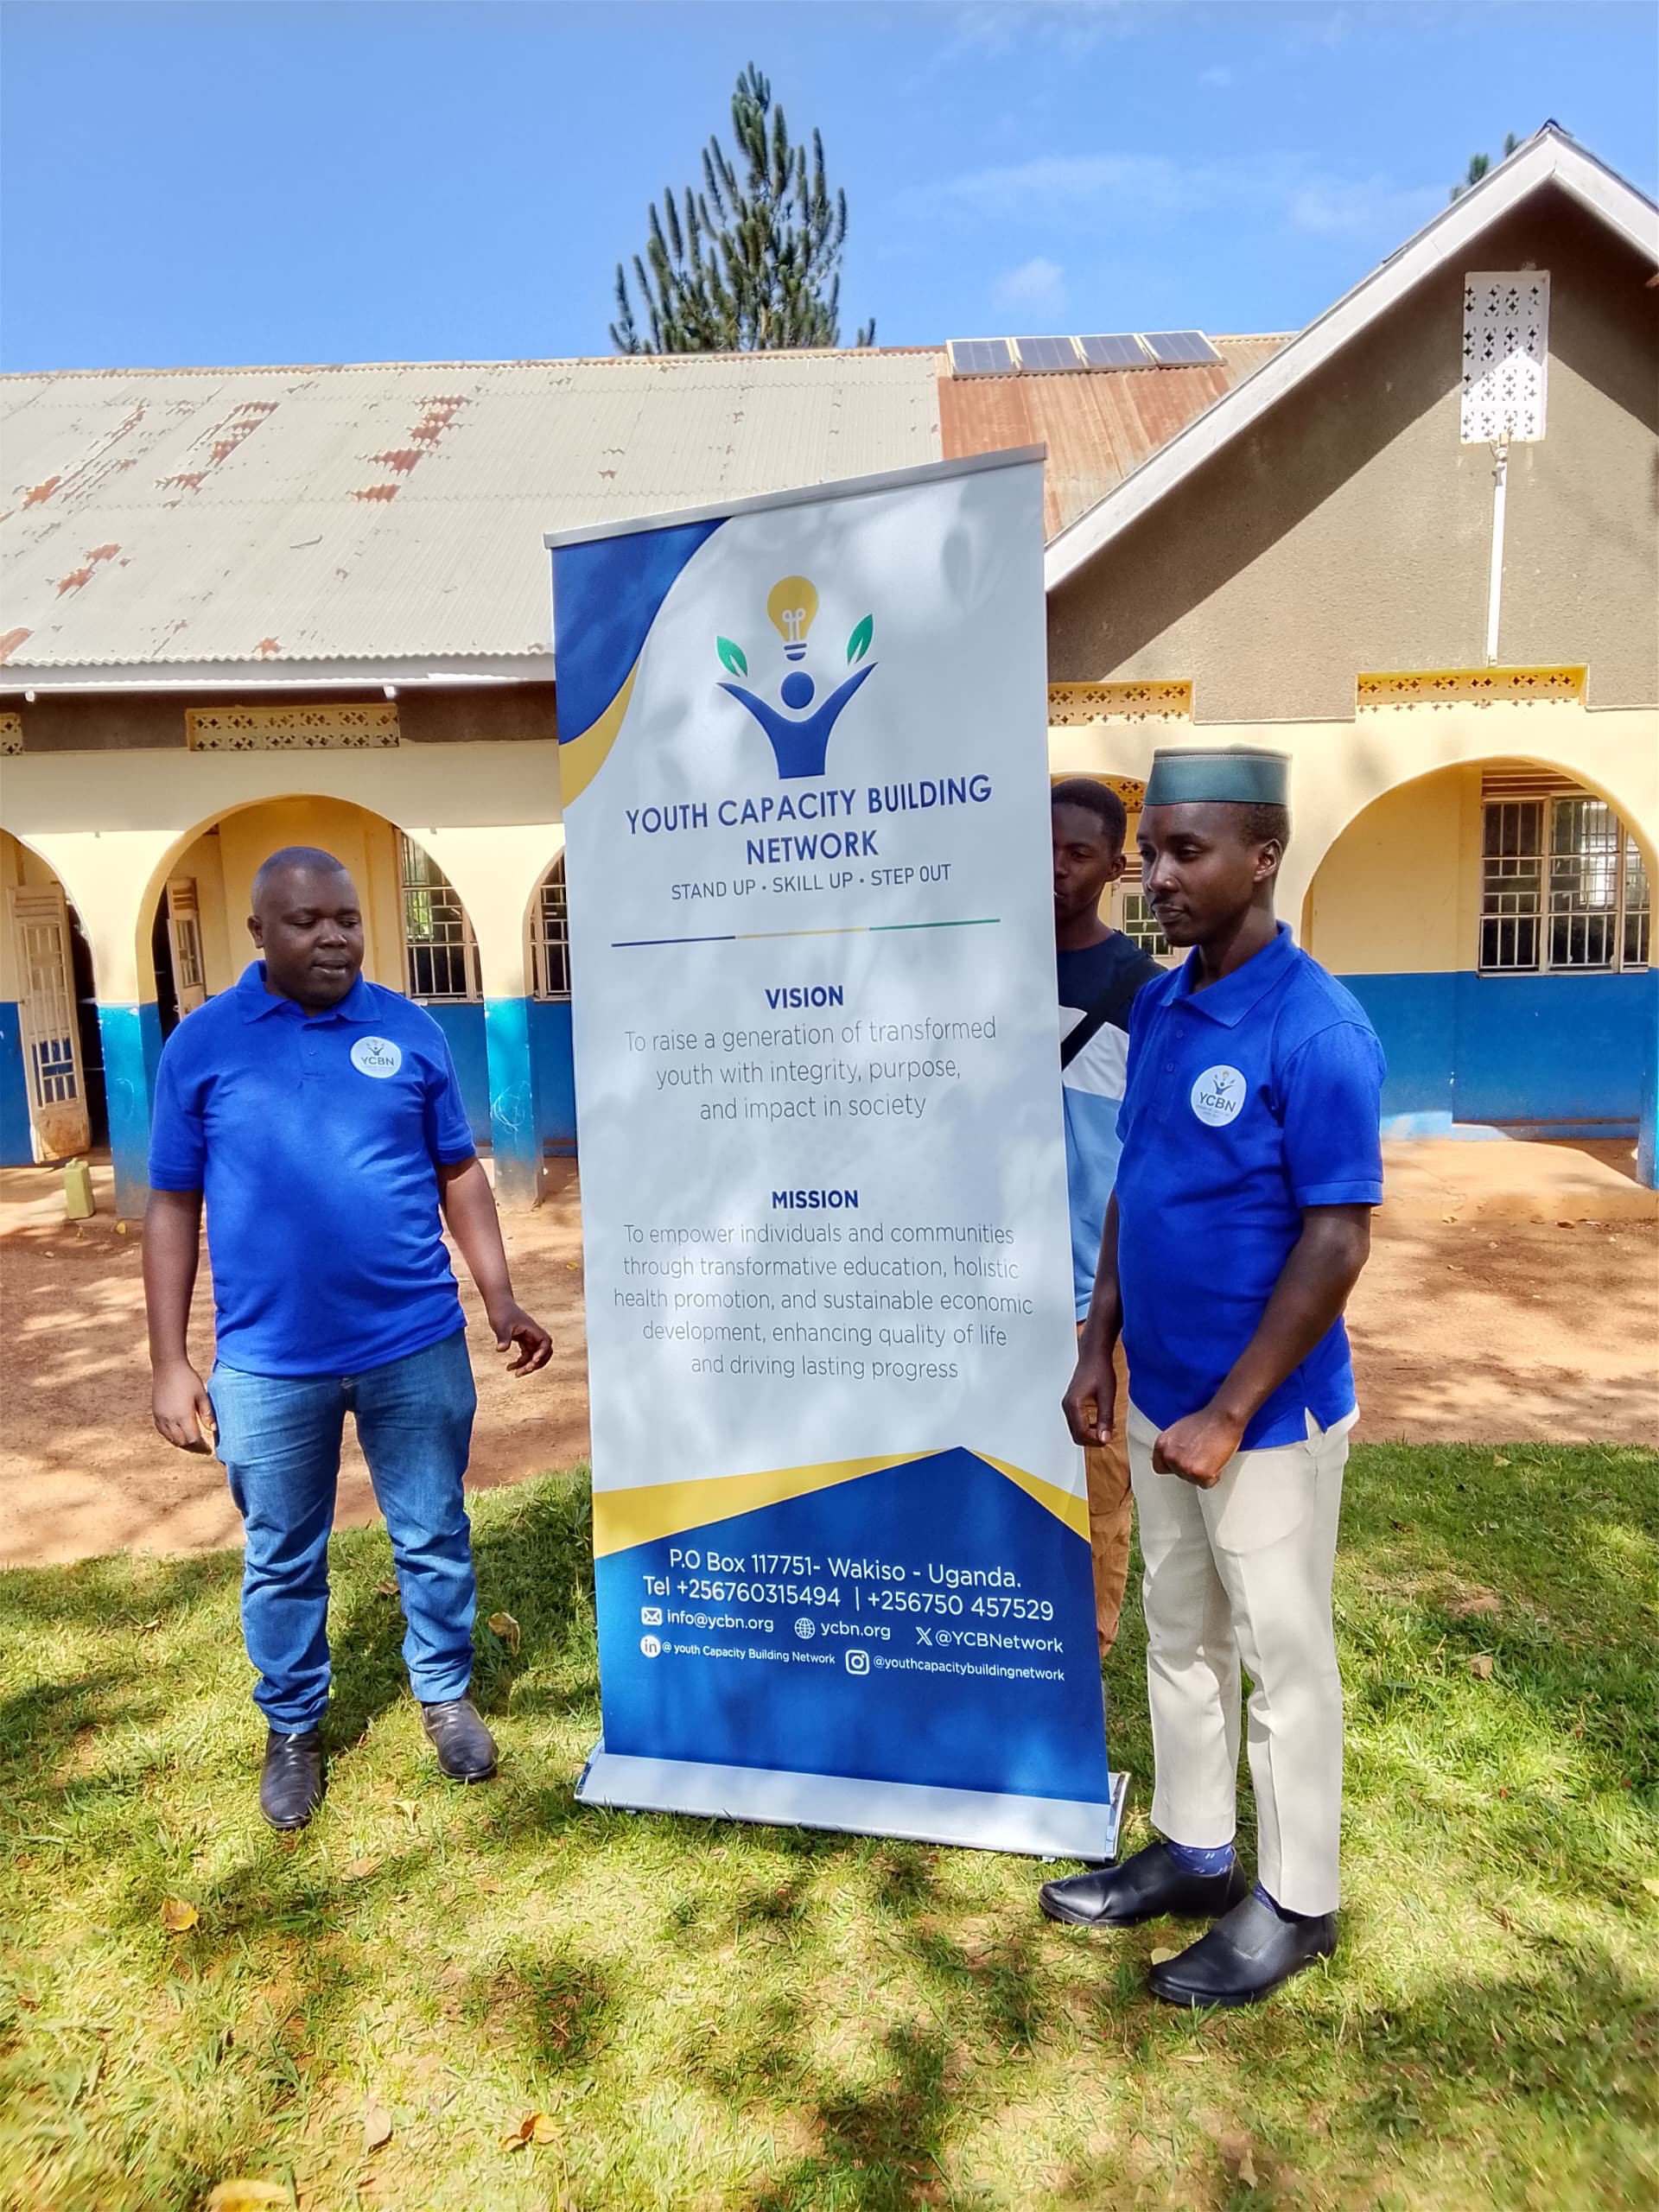 YOUTH CAPACITY BUILDING
NETWORK
STAND UP · SKILL UP · STEP OUT
VISION
To raise a generation of transformed
youth with integrity, purpose,
and impact in society
MISSION
To empower individuals and communities
through transformative education, holistic
health promotion, and sustainable economic
development, enhancing quality of life
and driving lasting progress
P.O Box 117751- Wakiso - Uganda.
Tel +256760315494 | +256750 457529
info@ycbn.org ycbn.org X @YCBNetwork
in @ youth Capacity Building Network @youthcapacitybuildingnetwork
YCBN
YCBN